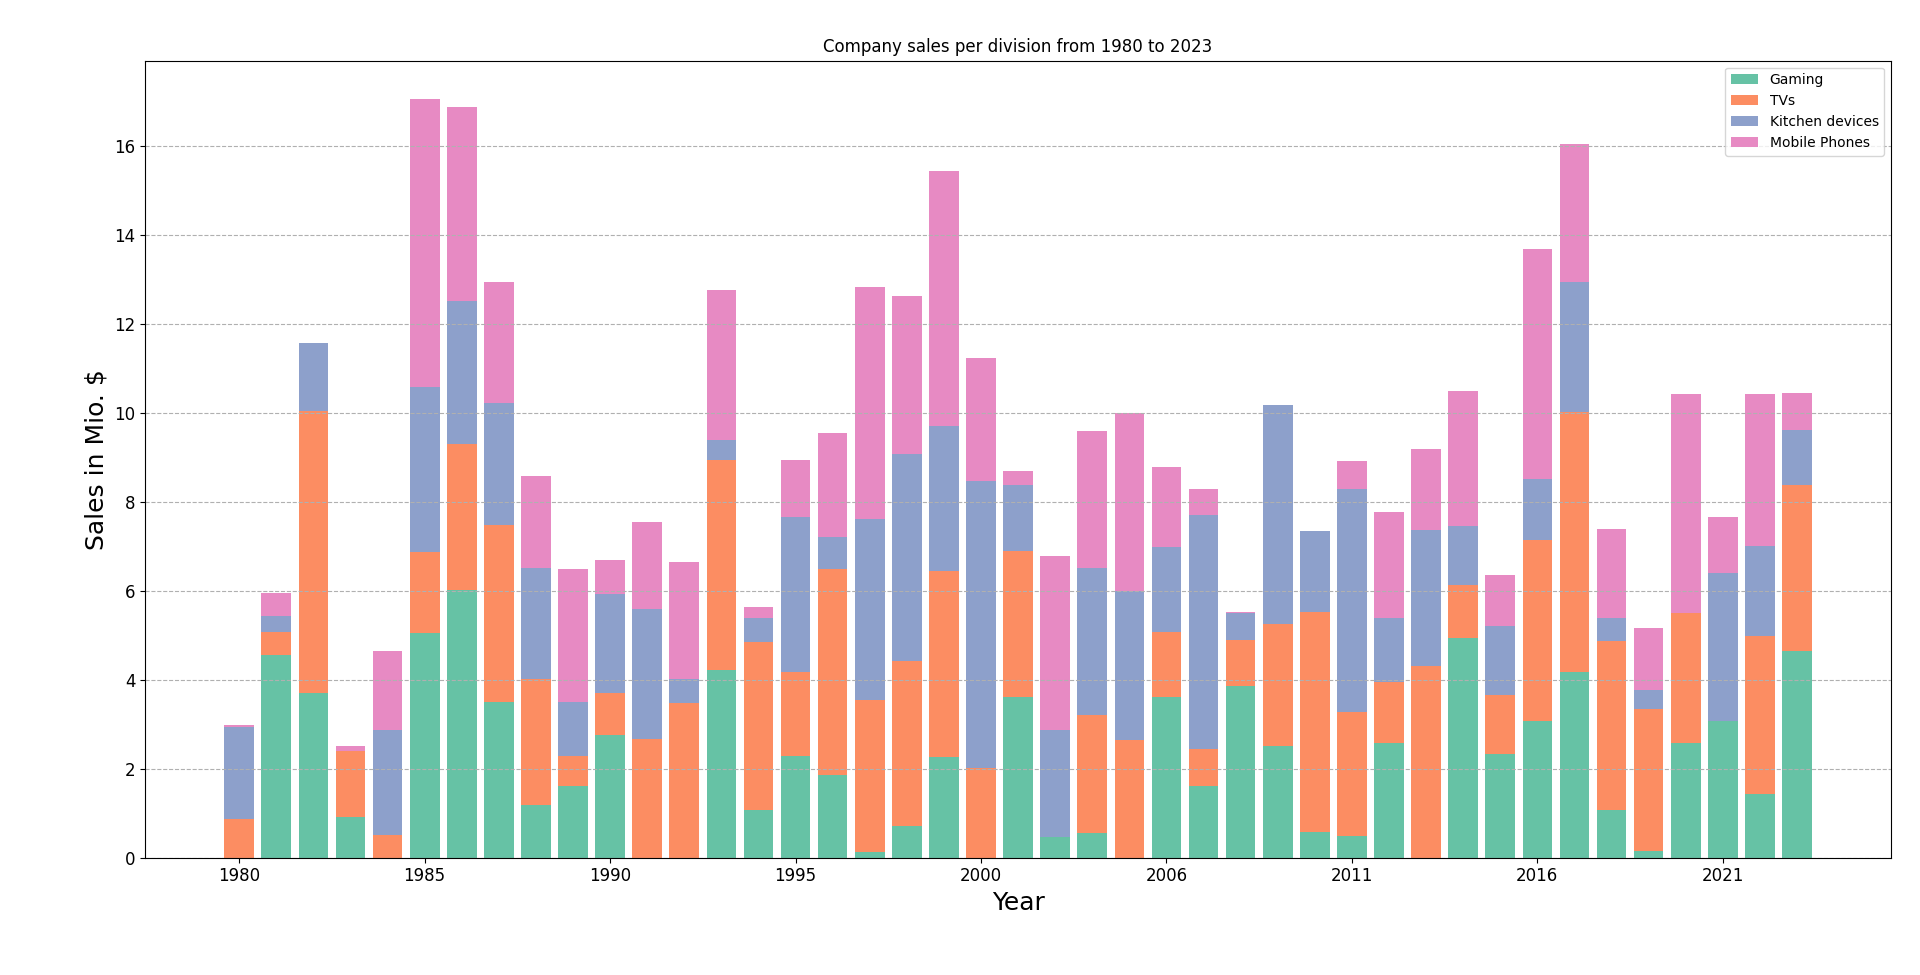 Company sales per division from 1980 to 2023
Gaming
TVs
Kitchen devices
Mobile Phones
Sales in Mio. $
16
14
12
10
8
6
4
2
0
1980 1985 1990 1995 2000 2006 2011 2016 2021
Year